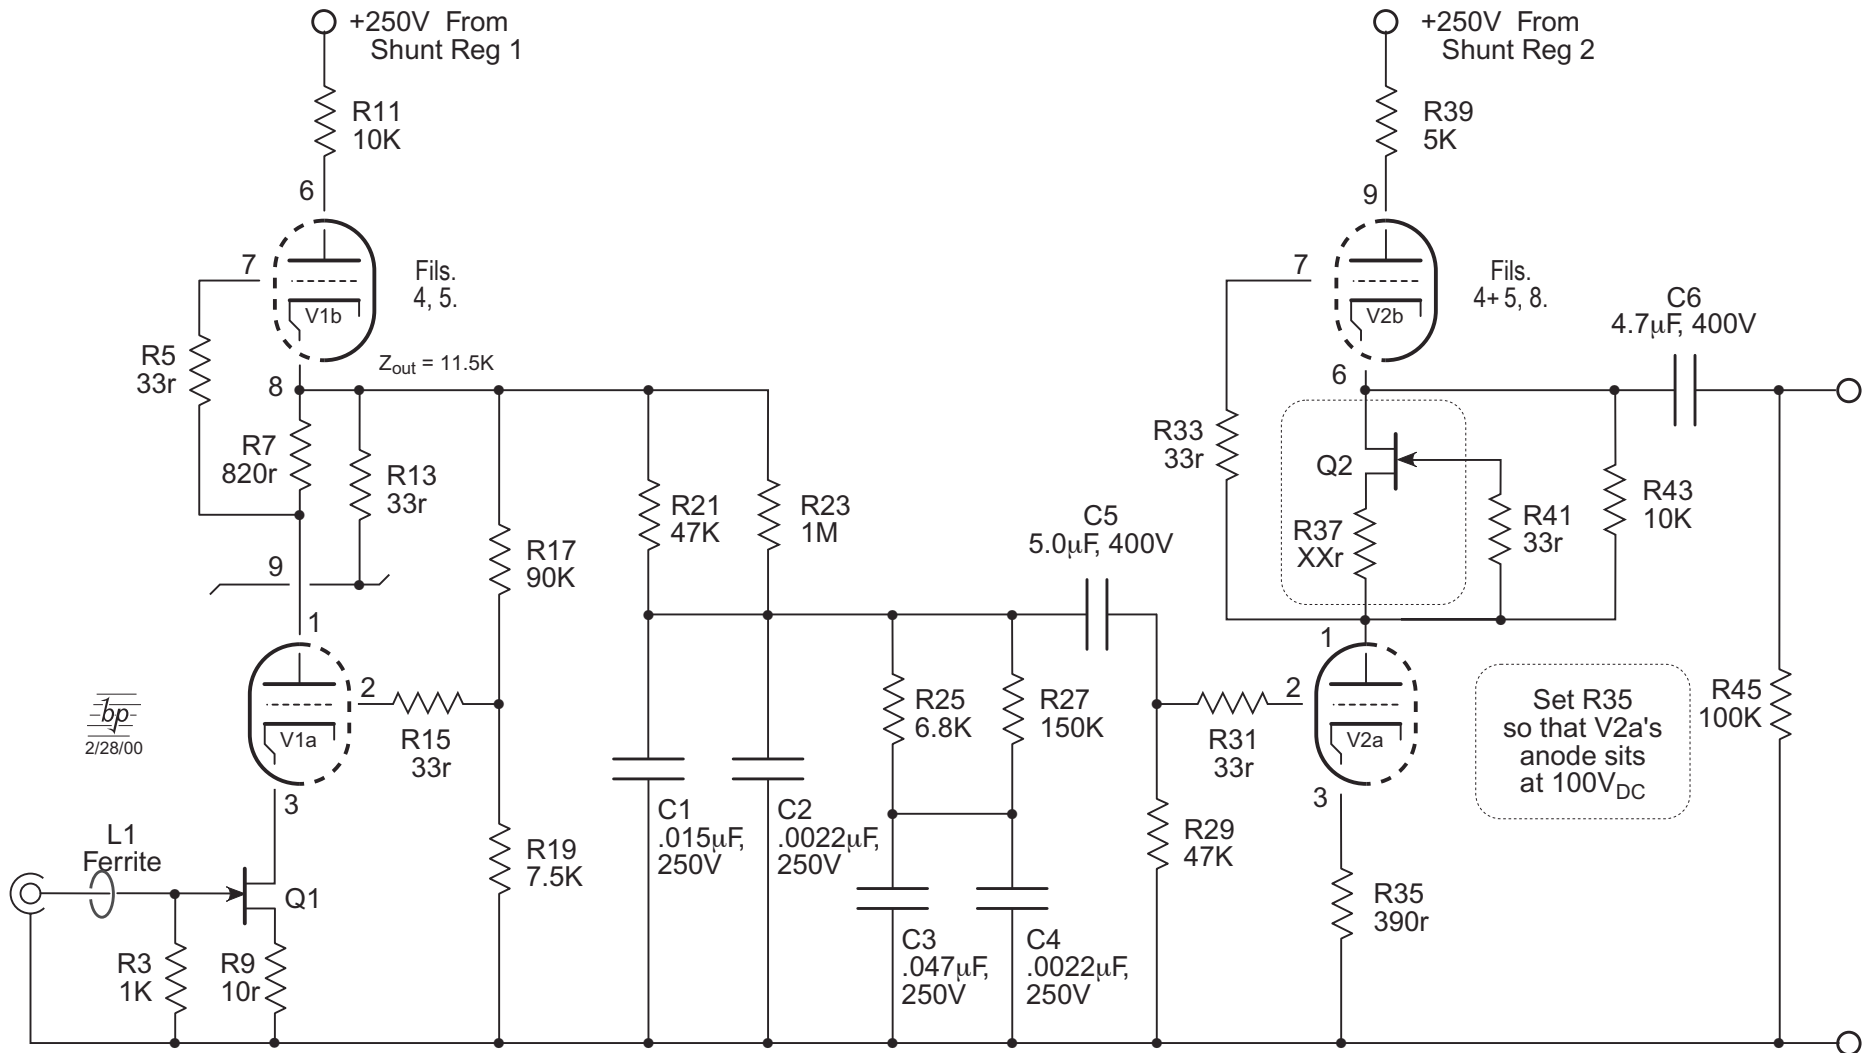 +250V From
Shunt Reg 1
R11
10K
6
7
V1b
Fils.
4, 5.
R5
33r
8
Zout = 11.5K
R7
820r
R13
33r
9
1
2
V1a
3
R15
33r
R17
90K
R19
7.5K
bp
2/28/00
L1
Ferrite
Q1
R3
1K
R9
10r
R21
47K
R23
1M
C1
.015µF,
250V
C2
.0022µF,
250V
R25
6.8K
R27
150K
C3
.047µF,
250V
C4
.0022µF,
250V
C5
5.0µF, 400V
R29
47K
R31
33r
+250V From
Shunt Reg 2
R39
5K
9
7
V2b
Fils.
4+ 5, 8.
6
R33
33r
Q2
R37
XXr
R41
33r
R43
10K
C6
4.7µF, 400V
1
2
V2a
3
R35
390r
Set R35
so that V2a's
anode sits
at 100VDC
R45
100K